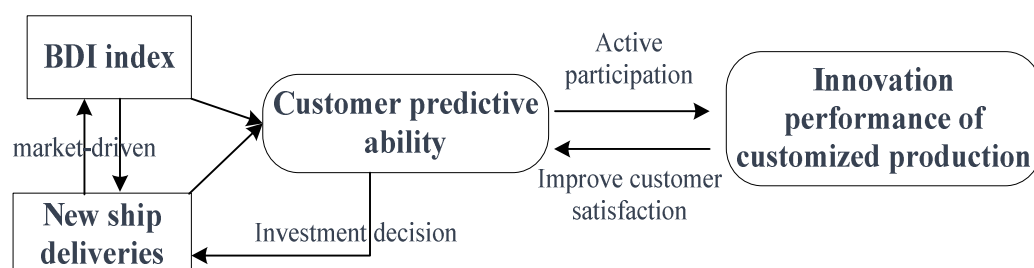 BDI index
market-driven
New ship
deliveries
Customer predictive
ability
Investment decision
Active
participation
Improve customer
satisfaction
Innovation
performance of
customized production